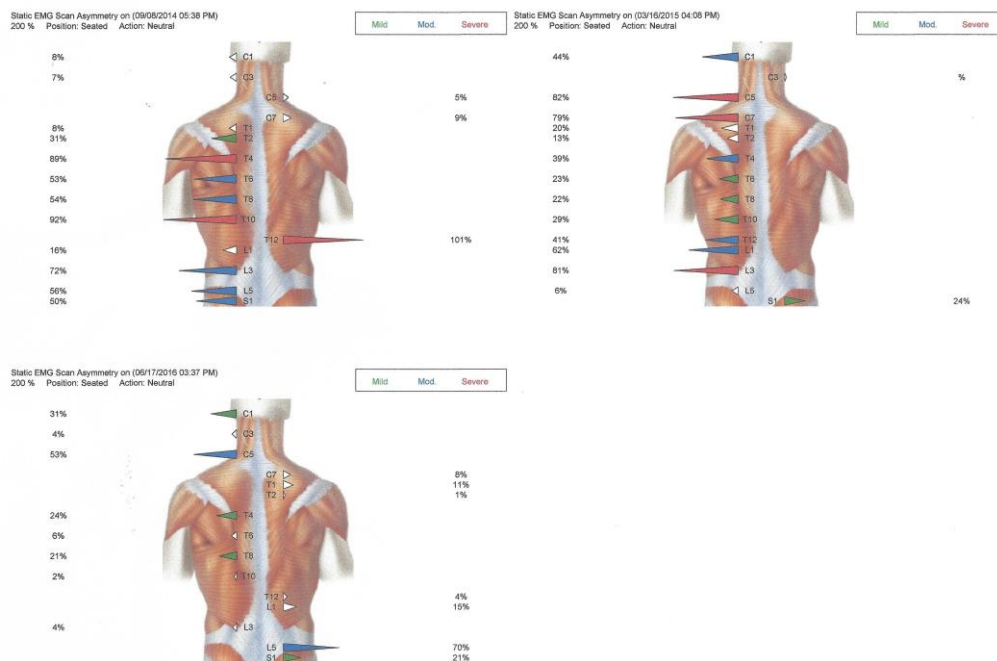 Static EMG Scan Asymmetry on (09/08/2014 05:38 PM)
200 % Position: Seated Action: Neutral
Mild Mod. Severe
8% C1
7% C3
C5 5%
C7 9%
8% T1
31% T2
89% T4
53% T6
54% T8
92% T10
T12 101%
16% L1
72% L3
56% L5
50% S1
Static EMG Scan Asymmetry on (03/16/2015 04:08 PM)
200 % Position: Seated Action: Neutral
Mild Mod. Severe
44% C1
C3 %
82% C5
79% C7
20% T1
13% T2
39% T4
23% T6
22% T8
29% T10
41% T12
62% L1
81% L3
6% L5
S1 24%
Static EMG Scan Asymmetry on (06/17/2016 03:37 PM)
200 % Position: Seated Action: Neutral
Mild Mod. Severe
31% C1
4% C3
53% C5
C7 8%
T1 11%
T2 1%
24% T4
6% T6
21% T8
2% T10
T12 4%
L1 15%
4% L3
L5 70%
S1 21%